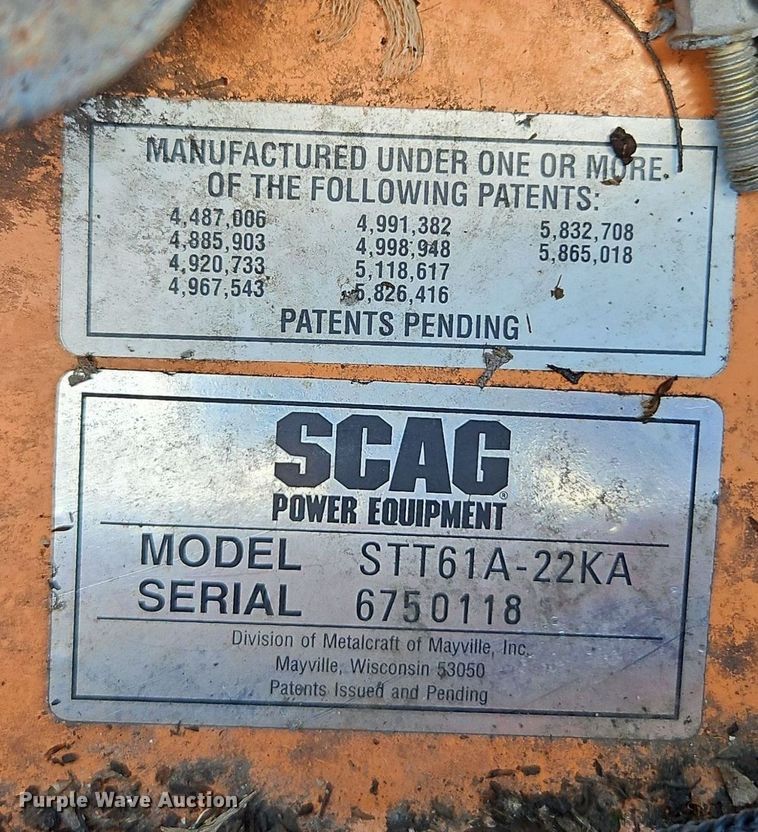 MANUFACTURED UNDER ONE OR MORE
OF THE FOLLOWING PATENTS:
4,487,006 4,991,382 5,832,708
4,885,903 4,998,948 5,865,018
4,920,733 5,118,617
4,967,543 5,826,416
PATENTS PENDING
SCAG®
POWER EQUIPMENT
MODEL STT61A-22KA
SERIAL 6750118
Division of Metalcraft of Mayville, Inc.
Mayville, Wisconsin 53050
Patents Issued and Pending
Purple Wave Auction